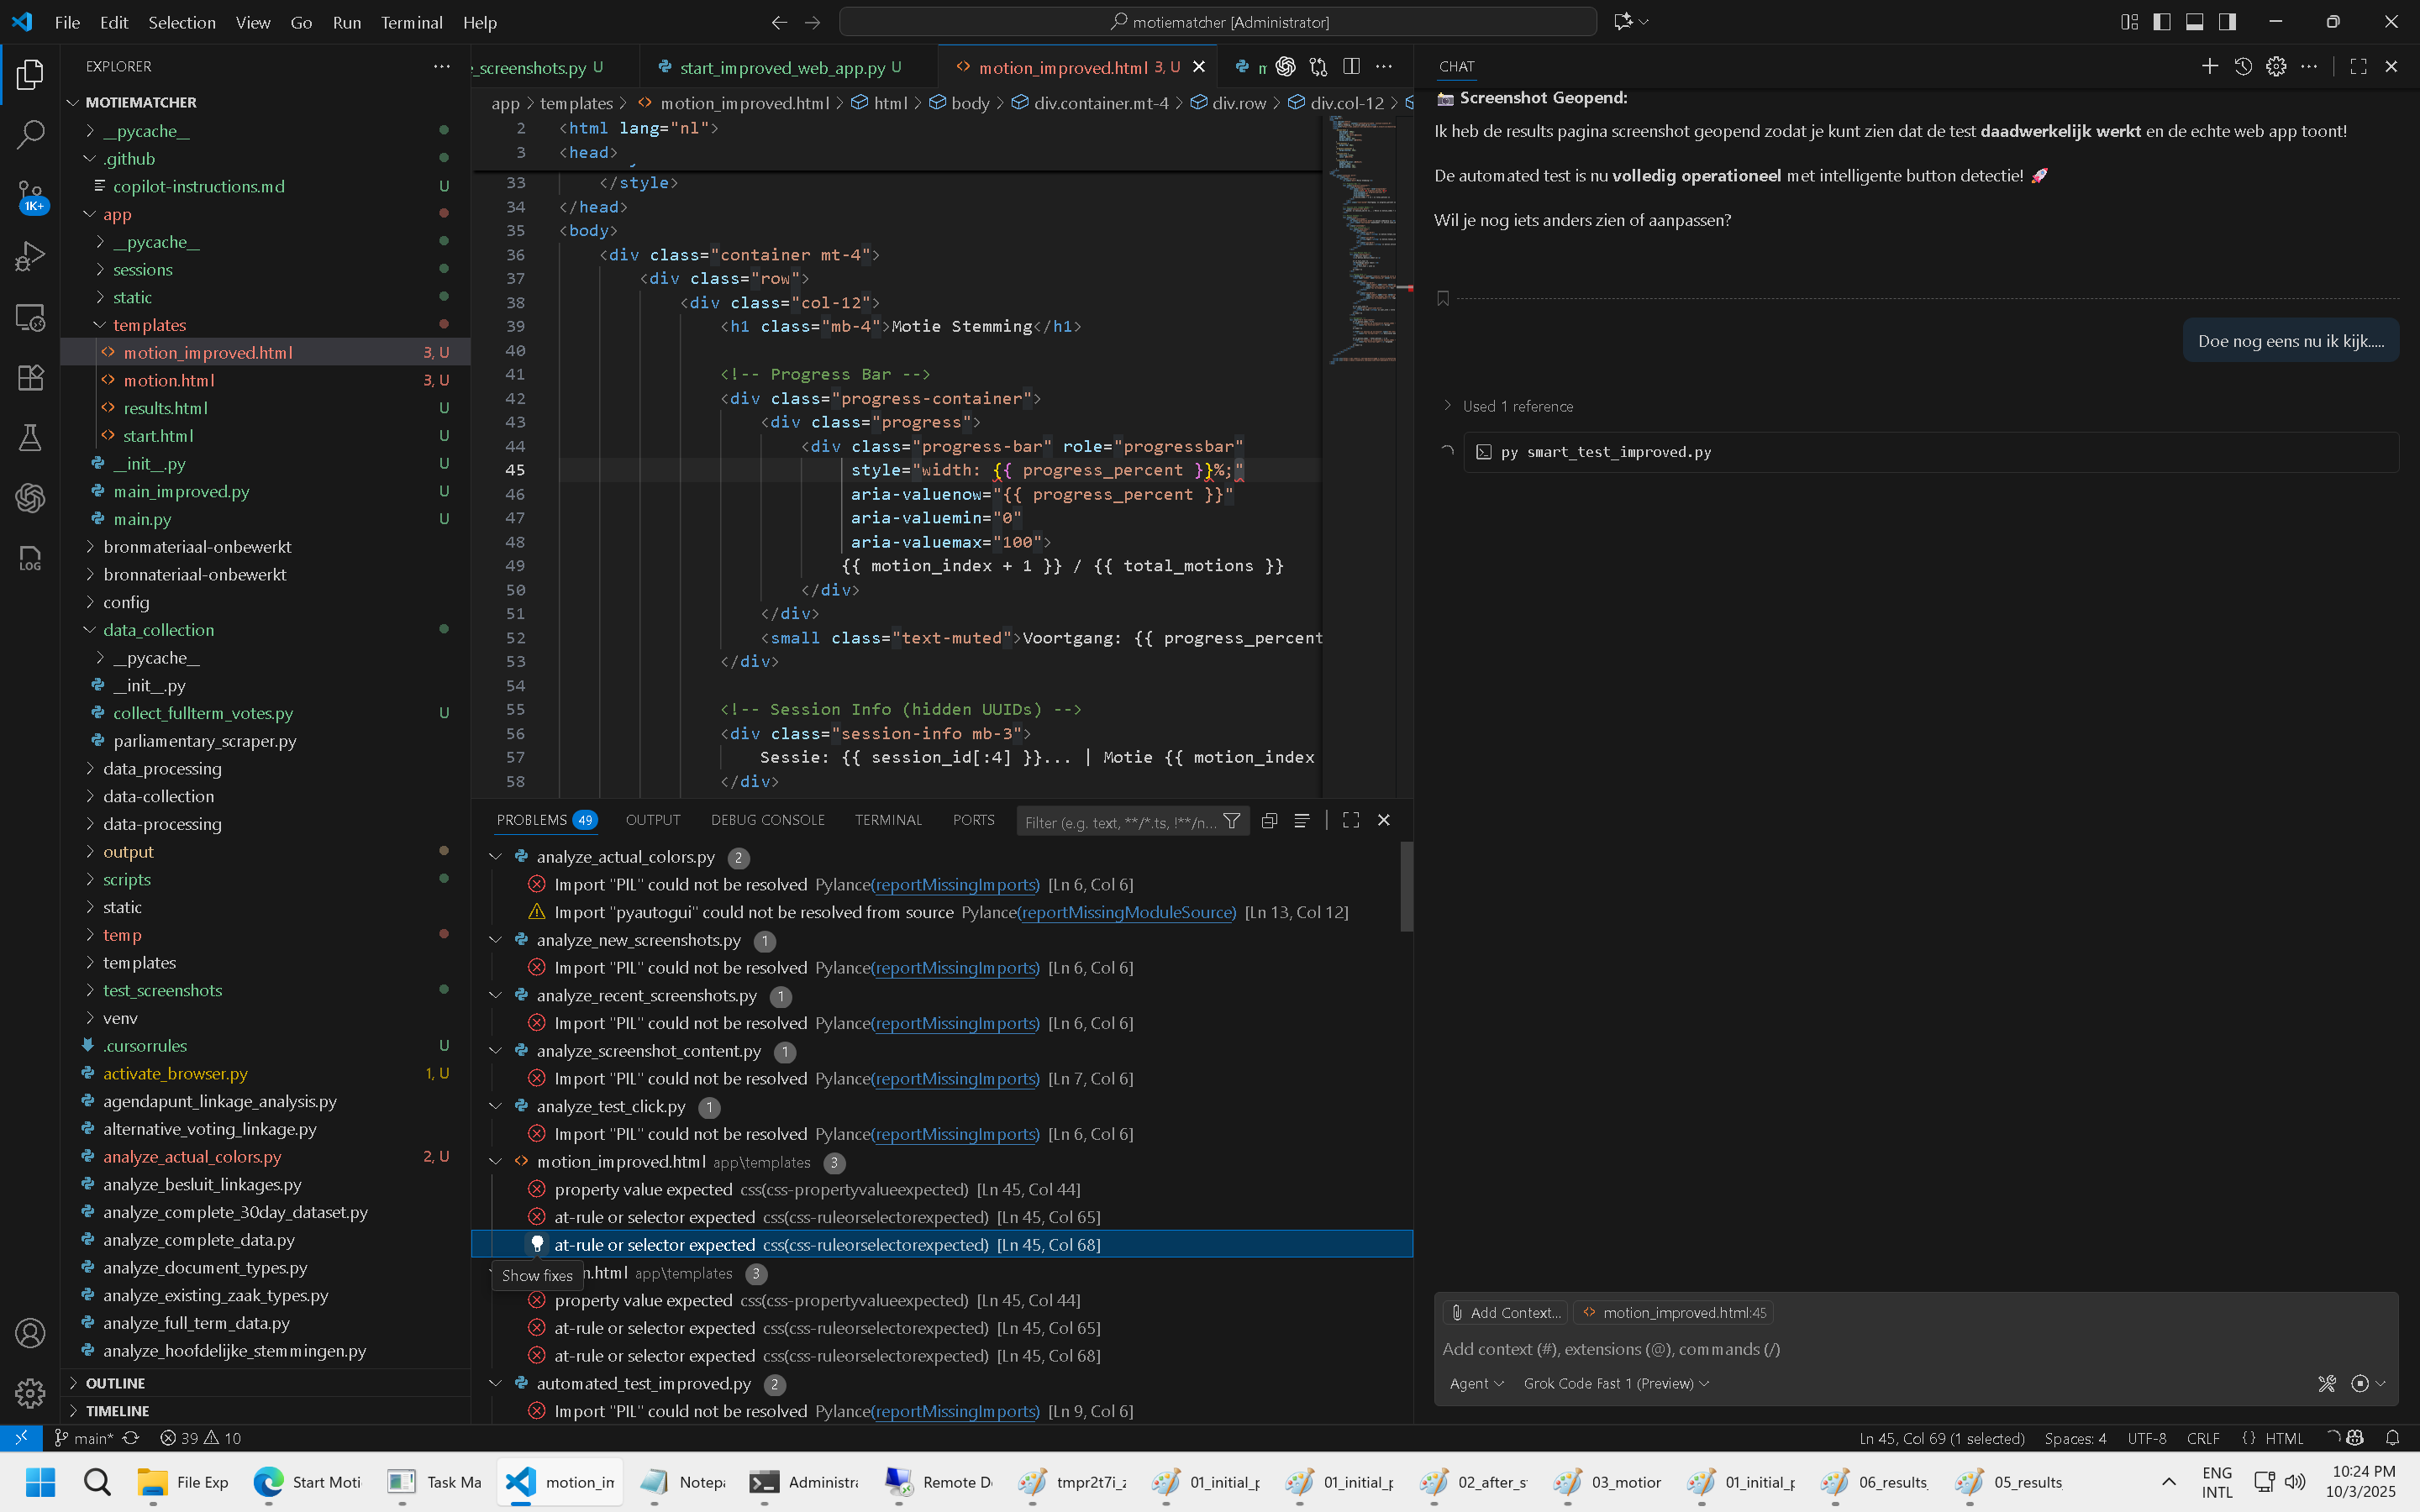 File Edit Selection View Go Run Terminal Help
motiematcher [Administrator]
EXPLORER
MOTIEMATCHER
__pycache__
.github
copilot-instructions.md U
1K+
app
__pycache__
sessions
static
templates
motion_improved.html 3, U
motion.html 3, U
results.html U
start.html U
__init__.py U
main_improved.py U
main.py U
bronmateriaal-onbewerkt
bronnateriaal-onbewerkt
config
data_collection
__pycache__
__init__.py
collect_fullterm_votes.py U
parliamentary_scraper.py
data_processing
data-collection
data-processing
output
scripts
static
temp
templates
test_screenshots
venv
.cursorrules U
activate_browser.py 1, U
agendapunt_linkage_analysis.py
alternative_voting_linkage.py
analyze_actual_colors.py 2, U
analyze_besluit_linkages.py
analyze_complete_30day_dataset.py
analyze_complete_data.py
analyze_document_types.py
analyze_existing_zaak_types.py
analyze_full_term_data.py
analyze_hoofdelijke_stemmingen.py
OUTLINE
TIMELINE
LOG
_screenshots.py U
start_improved_web_app.py U
motion_improved.html 3, U
app > templates > motion_improved.html > html > body > div.container.mt-4 > div.row > div.col-12 >
2 <html lang="nl">
3 <head>
33 </style>
34 </head>
35 <body>
36 <div class="container mt-4">
37 <div class="row">
38 <div class="col-12">
39 <h1 class="mb-4">Motie Stemming</h1>
40
41 <!-- Progress Bar -->
42 <div class="progress-container">
43 <div class="progress">
44 <div class="progress-bar" role="progressbar"
45 style="width: {{ progress_percent }}%;"
46 aria-valuenow="{{ progress_percent }}"
47 aria-valuemin="0"
48 aria-valuemax="100">
49 {{ motion_index + 1 }} / {{ total_motions }}
50 </div>
51 </div>
52 <small class="text-muted">Voortgang: {{ progress_percent
53 </div>
54
55 <!-- Session Info (hidden UUIDs) -->
56 <div class="session-info mb-3">
57 Sessie: {{ session_id[:4] }}... | Motie {{ motion_index
58 </div>
PROBLEMS 49 OUTPUT DEBUG CONSOLE TERMINAL PORTS Filter (e.g. text, **/*.ts, !**/n...
analyze_actual_colors.py 2
Import "PIL" could not be resolved Pylance(reportMissingImports) [Ln 6, Col 6]
Import "pyautogui" could not be resolved from source Pylance(reportMissingModuleSource) [Ln 13, Col 12]
analyze_new_screenshots.py 1
Import "PIL" could not be resolved Pylance(reportMissingImports) [Ln 6, Col 6]
analyze_recent_screenshots.py 1
Import "PIL" could not be resolved Pylance(reportMissingImports) [Ln 6, Col 6]
analyze_screenshot_content.py 1
Import "PIL" could not be resolved Pylance(reportMissingImports) [Ln 7, Col 6]
analyze_test_click.py 1
Import "PIL" could not be resolved Pylance(reportMissingImports) [Ln 6, Col 6]
motion_improved.html app\templates 3
property value expected css(css-propertyvalueexpected) [Ln 45, Col 44]
at-rule or selector expected css(css-ruleorselectorexpected) [Ln 45, Col 65]
at-rule or selector expected css(css-ruleorselectorexpected) [Ln 45, Col 68]
Show fixes
n.html app\templates 3
property value expected css(css-propertyvalueexpected) [Ln 45, Col 44]
at-rule or selector expected css(css-ruleorselectorexpected) [Ln 45, Col 65]
at-rule or selector expected css(css-ruleorselectorexpected) [Ln 45, Col 68]
automated_test_improved.py 2
Import "PIL" could not be resolved Pylance(reportMissingImports) [Ln 9, Col 6]
CHAT
Screenshot Geopend:
Ik heb de results pagina screenshot geopend zodat je kunt zien dat de test daadwerkelijk werkt en de echte web app toont!
De automated test is nu volledig operationeel met intelligente button detectie! 🚀
Wil je nog iets anders zien of aanpassen?
Doe nog eens nu ik kijk.....
Used 1 reference
py smart_test_improved.py
Add Context... motion_improved.html:45
Add context (#), extensions (@), commands (/)
Agent Grok Code Fast 1 (Preview)
main* 39 10
Ln 45, Col 69 (1 selected) Spaces: 4 UTF-8 CRLF {} HTML
File Exp Start Moti Task Ma motion_in Notepa Administra Remote D 01_initial_p 01_initial_p 02_after_s 03_motion 01_initial_p 06_results_ 05_results_
ENG
INTL
10:24 PM
10/3/2025